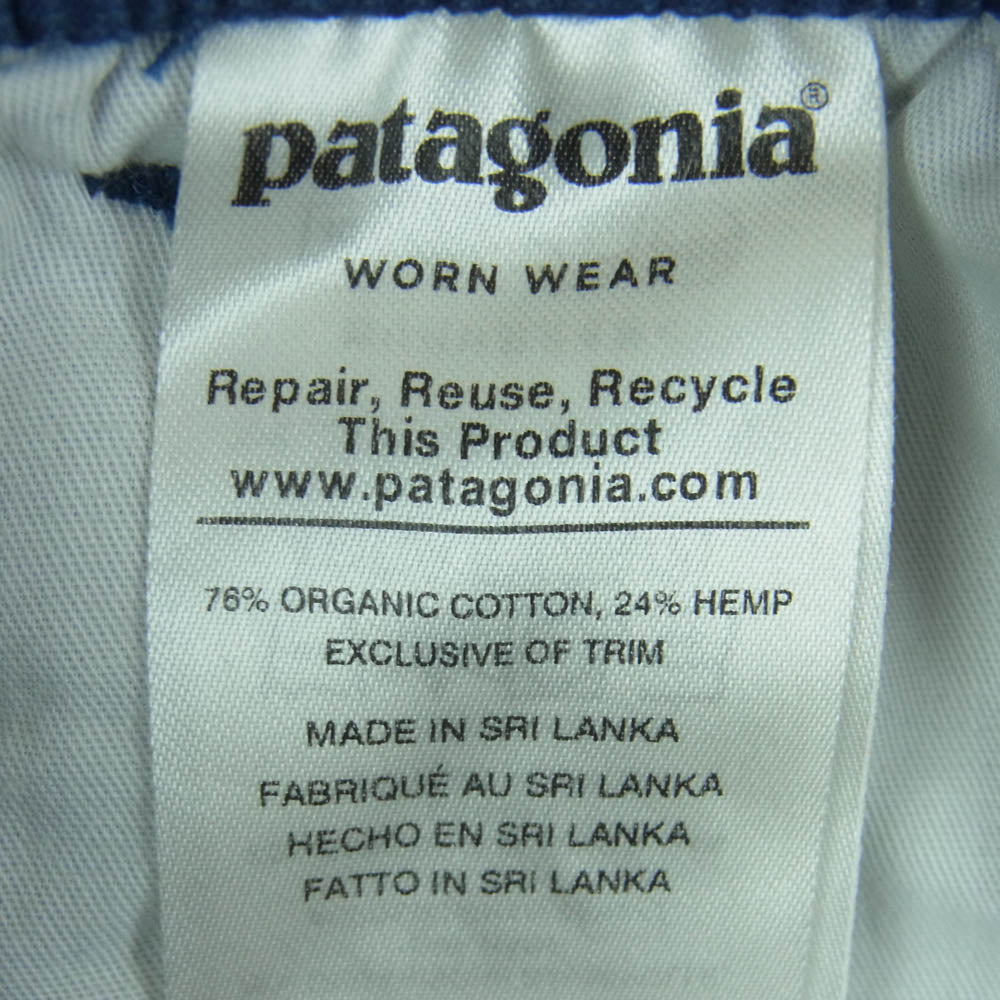 patagonia®
WORN WEAR
Repair, Reuse, Recycle
This Product
www.patagonia.com
76% ORGANIC COTTON, 24% HEMP
EXCLUSIVE OF TRIM
MADE IN SRI LANKA
FABRIQUÉ AU SRI LANKA
HECHO EN SRI LANKA
FATTO IN SRI LANKA